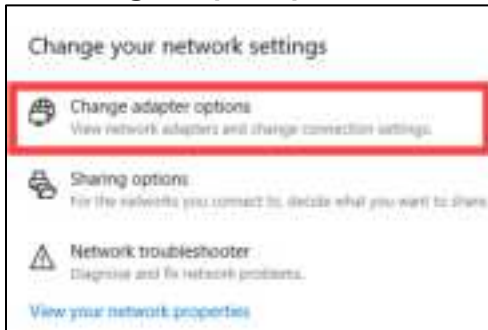 Change your network settings
Change adapter options
View network adapters and change connection settings.
Sharing options
For the networks you connect to, decide what you want to share.
Network troubleshooter
Diagnose and fix network problems.
View your network properties